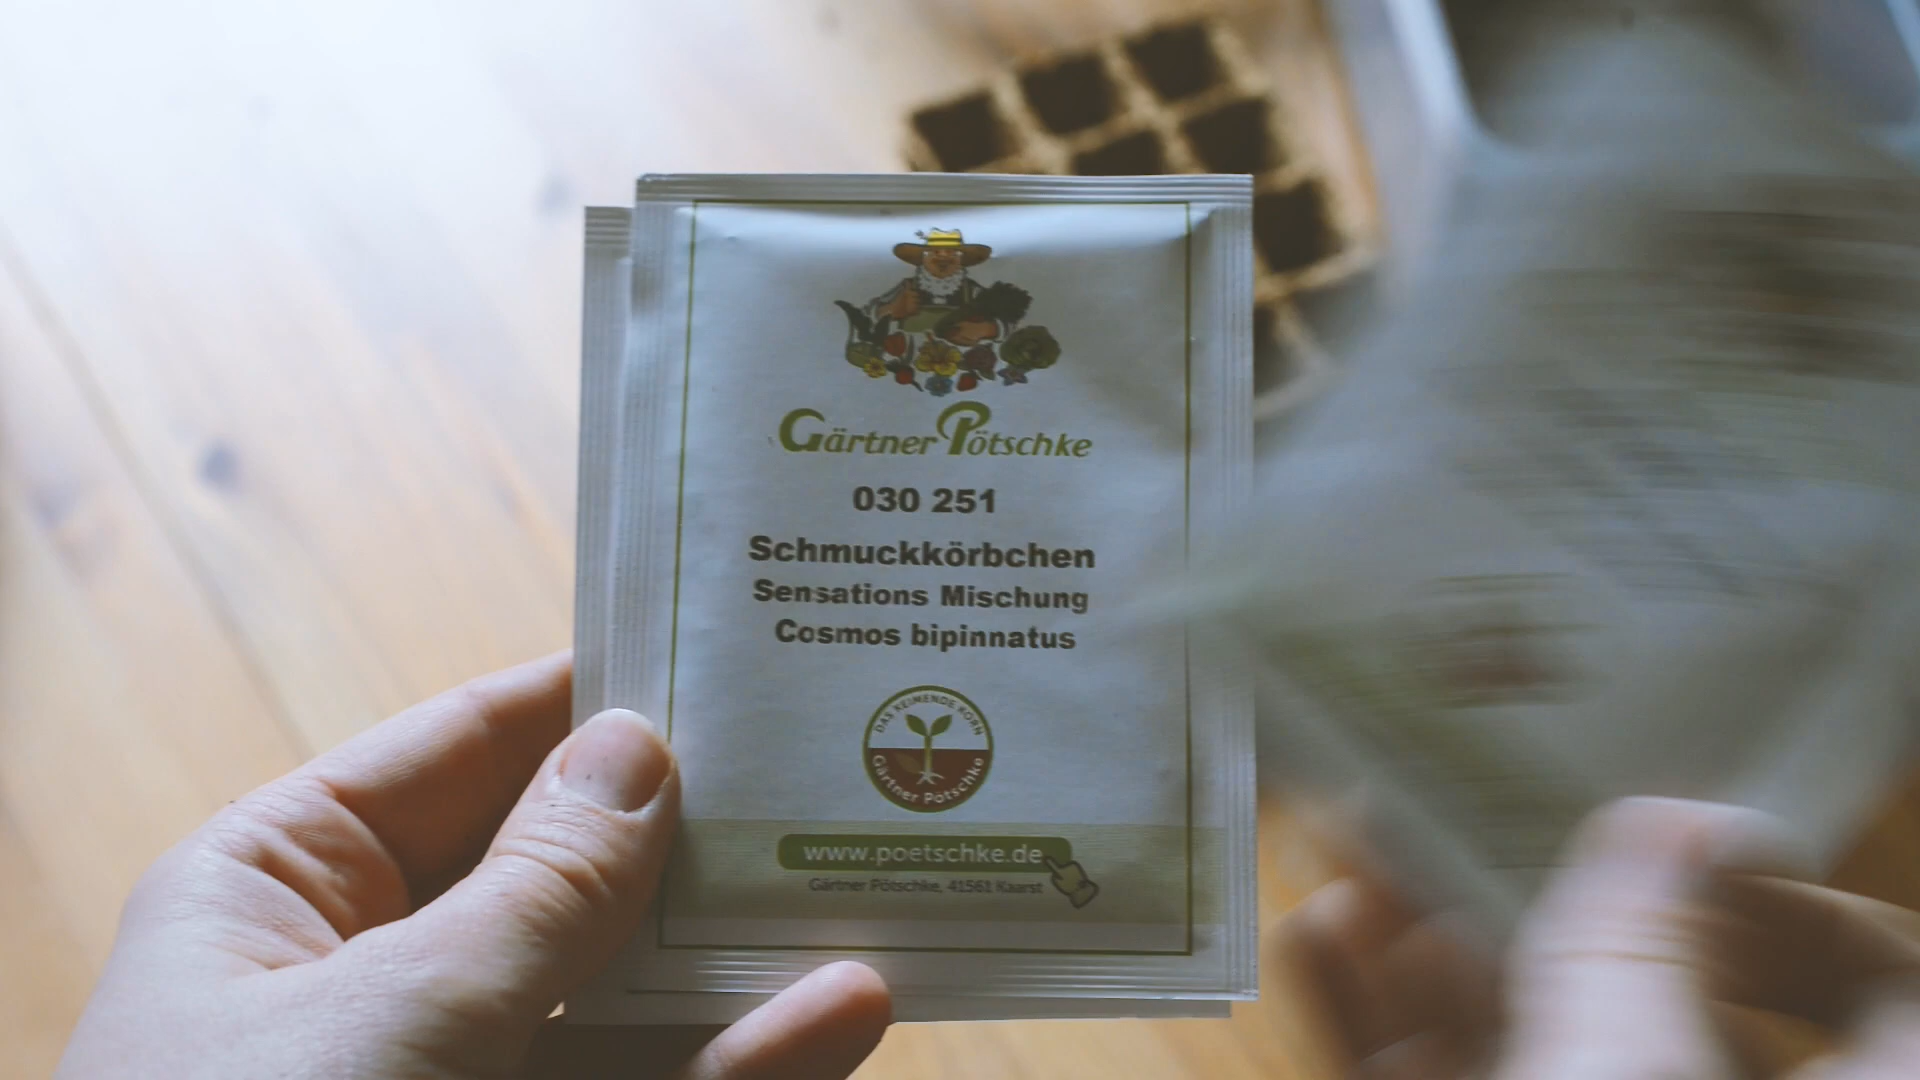 Gärtner Pötschke
030 251
Schmuckkörbchen
Sensations Mischung
Cosmos bipinnatus
DAS KEIMENDE KORN
Gärtner Pötschke
www.poetschke.de
Gärtner Pötschke, 41561 Kaarst